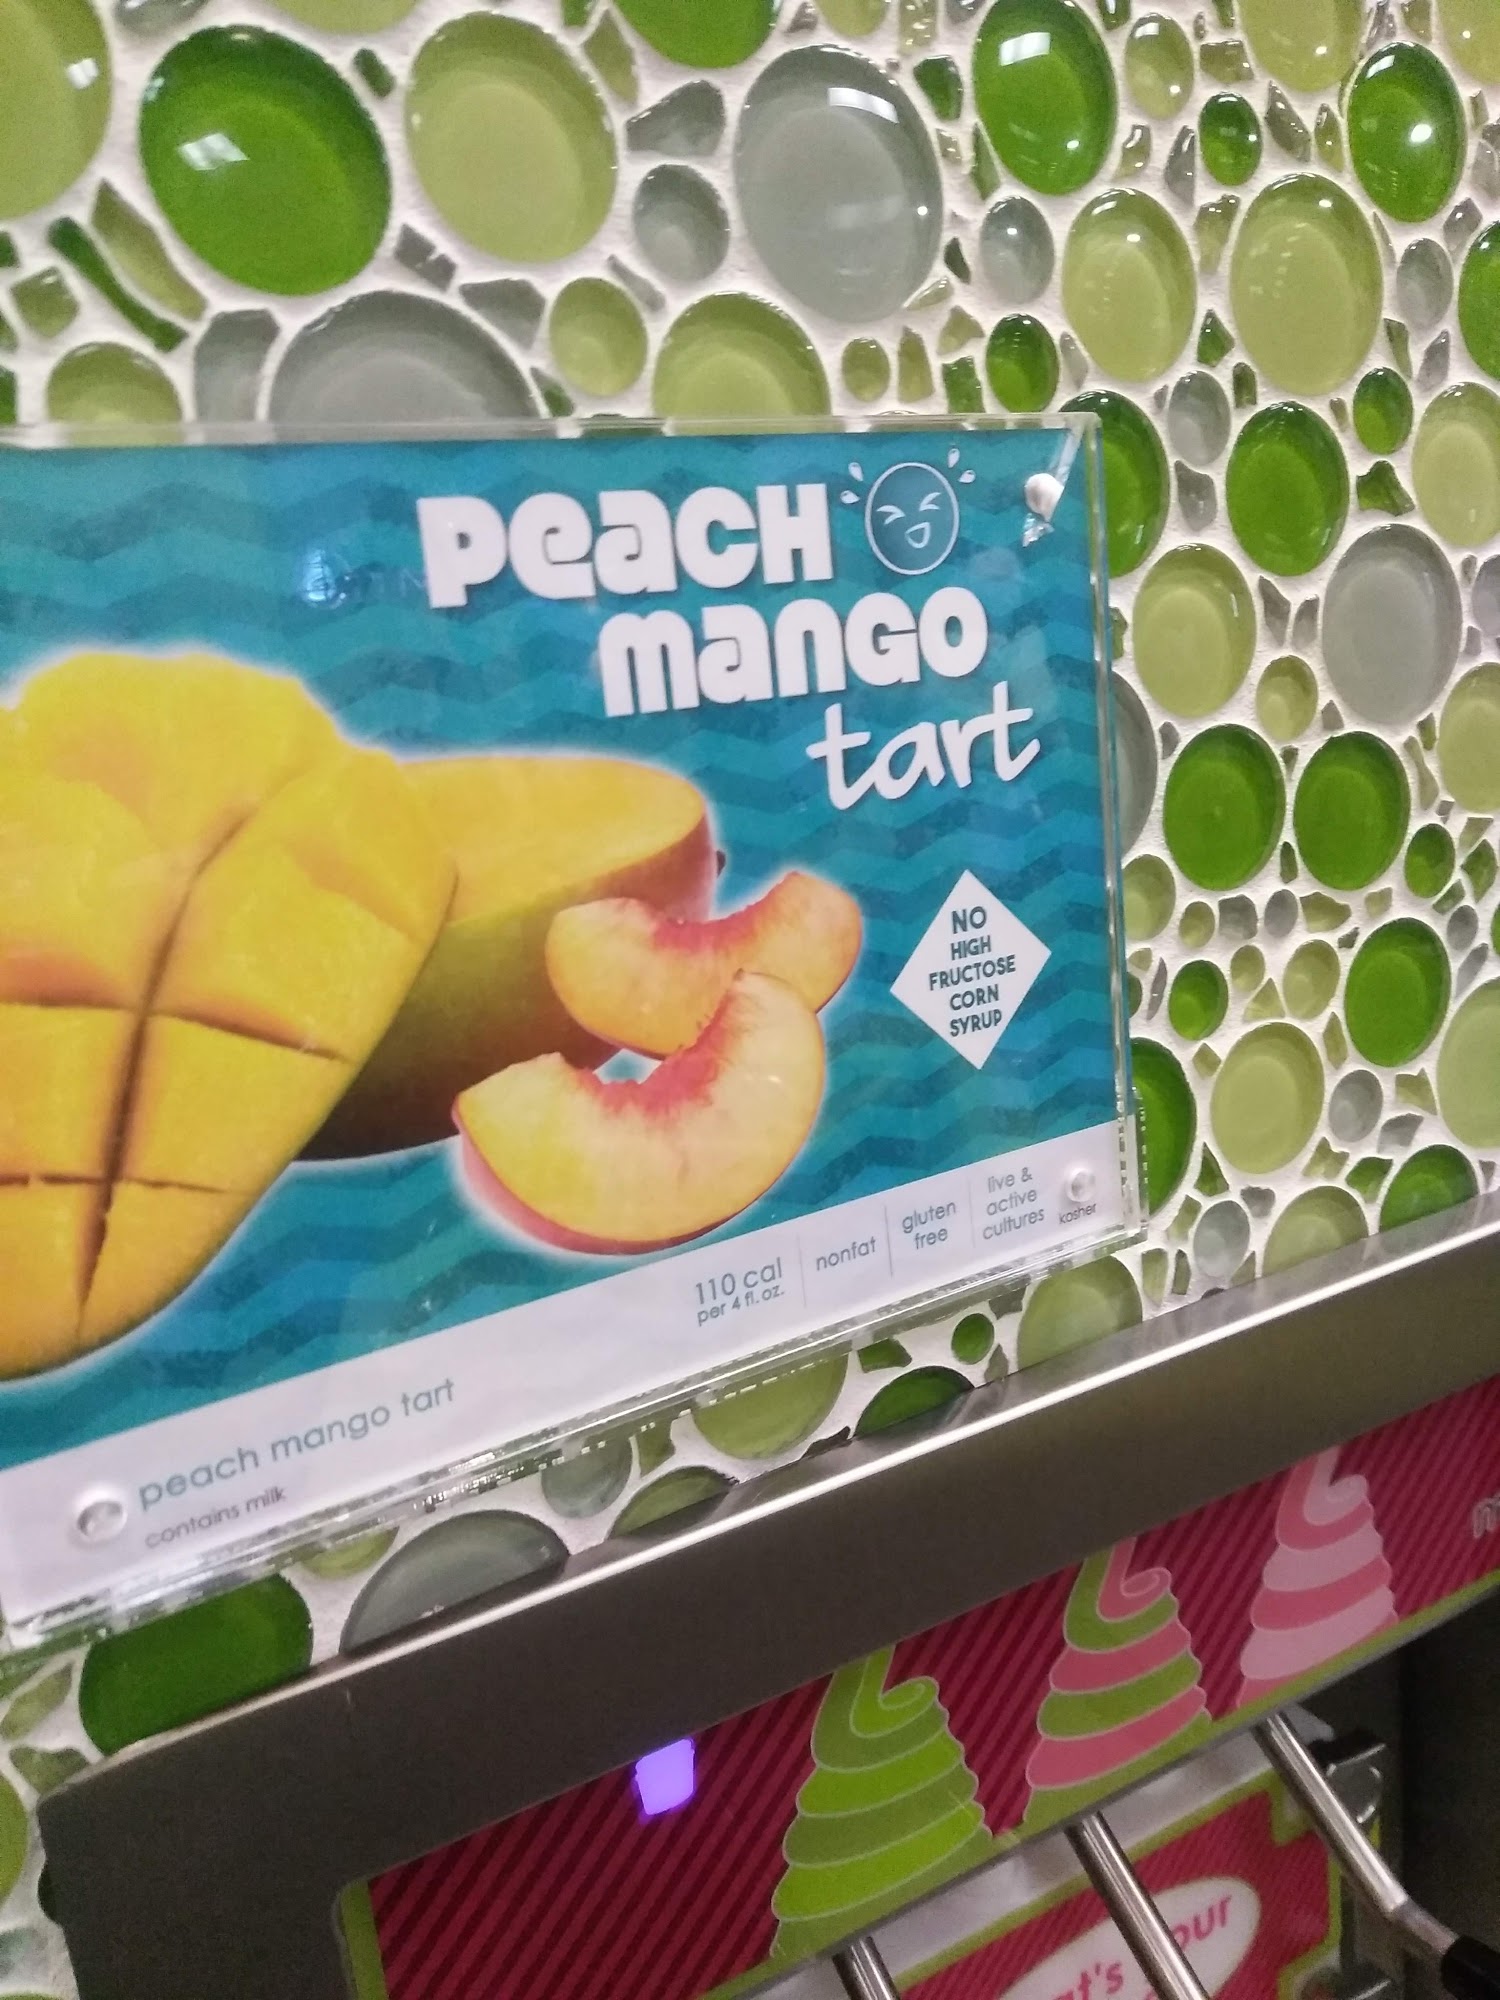 PEACH
MANGO
tart
NO
HIGH
FRUCTOSE
CORN
SYRUP
110 cal
per 4 fl. oz.
nonfat
gluten
free
live &
active
cultures
kosher
peach mango tart
contains milk